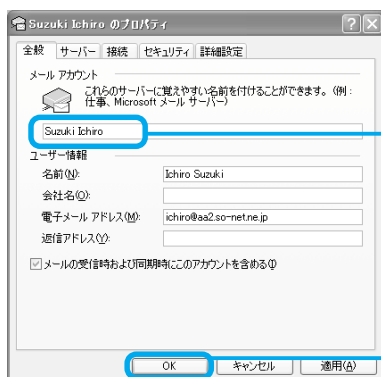 Suzuki Ichiro のプロパティ
全般 サーバー 接続 セキュリティ 詳細設定
メール アカウント
これらのサーバーに覚えやすい名前を付けることができます。(例 :
仕事、Microsoft メール サーバー)
Suzuki Ichiro
ユーザー情報
名前(N): Ichiro Suzuki
会社名(O):
電子メール アドレス(M): ichiro@aa2.so-net.ne.jp
返信アドレス(Y):
メールの受信時および同期時にこのアカウントを含める(I)
OK キャンセル 適用(A)